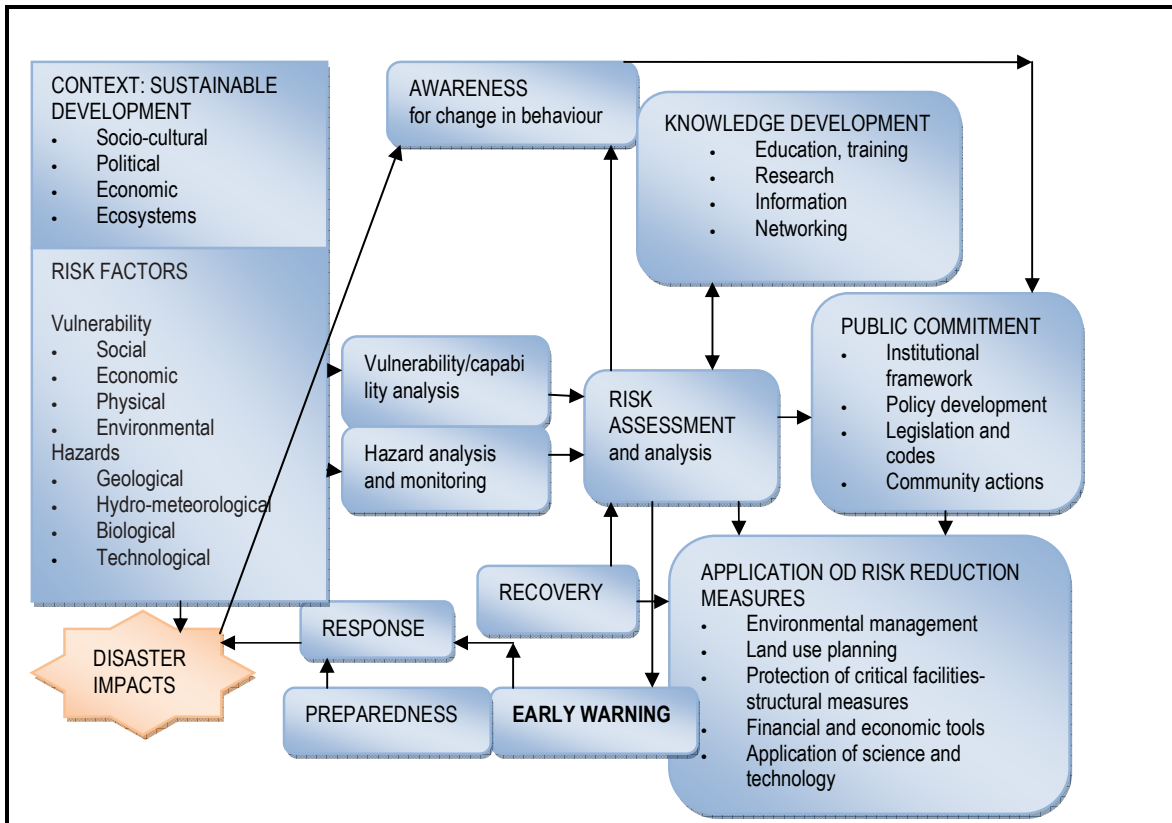 CONTEXT: SUSTAINABLE
DEVELOPMENT
• Socio-cultural
• Political
• Economic
• Ecosystems
RISK FACTORS
Vulnerability
• Social
• Economic
• Physical
• Environmental
Hazards
• Geological
• Hydro-meteorological
• Biological
• Technological
DISASTER
IMPACTS
AWARENESS
for change in behaviour
KNOWLEDGE DEVELOPMENT
• Education, training
• Research
• Information
• Networking
Vulnerability/capabi
lity analysis
Hazard analysis
and monitoring
RISK
ASSESSMENT
and analysis
PUBLIC COMMITMENT
• Institutional
framework
• Policy development
• Legislation and
codes
• Community actions
RECOVERY
RESPONSE
PREPAREDNESS
EARLY WARNING
APPLICATION OD RISK REDUCTION
MEASURES
• Environmental management
• Land use planning
• Protection of critical facilities-
structural measures
• Financial and economic tools
• Application of science and
technology